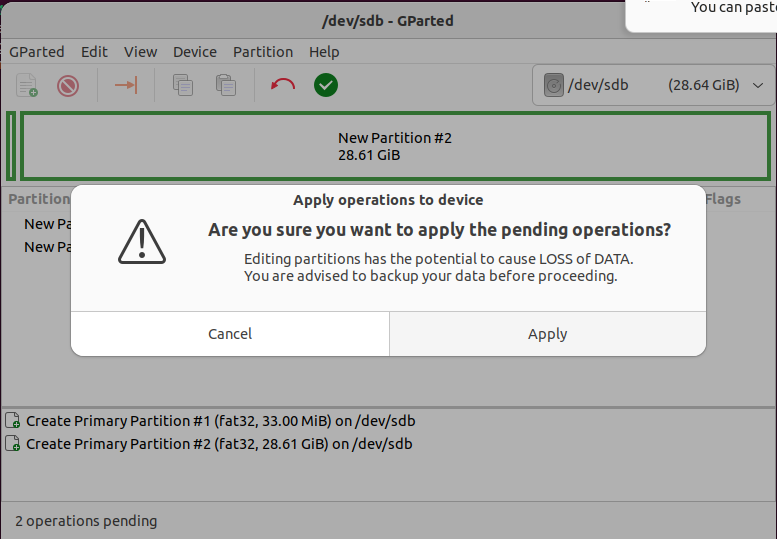 You can paste
/dev/sdb - GParted
GParted Edit View Device Partition Help
/dev/sdb (28.64 GiB)
New Partition #2
28.61 GiB
Partition
Flags
New Pa
New Pa
Apply operations to device
Are you sure you want to apply the pending operations?
Editing partitions has the potential to cause LOSS of DATA.
You are advised to backup your data before proceeding.
Cancel
Apply
Create Primary Partition #1 (fat32, 33.00 MiB) on /dev/sdb
Create Primary Partition #2 (fat32, 28.61 GiB) on /dev/sdb
2 operations pending